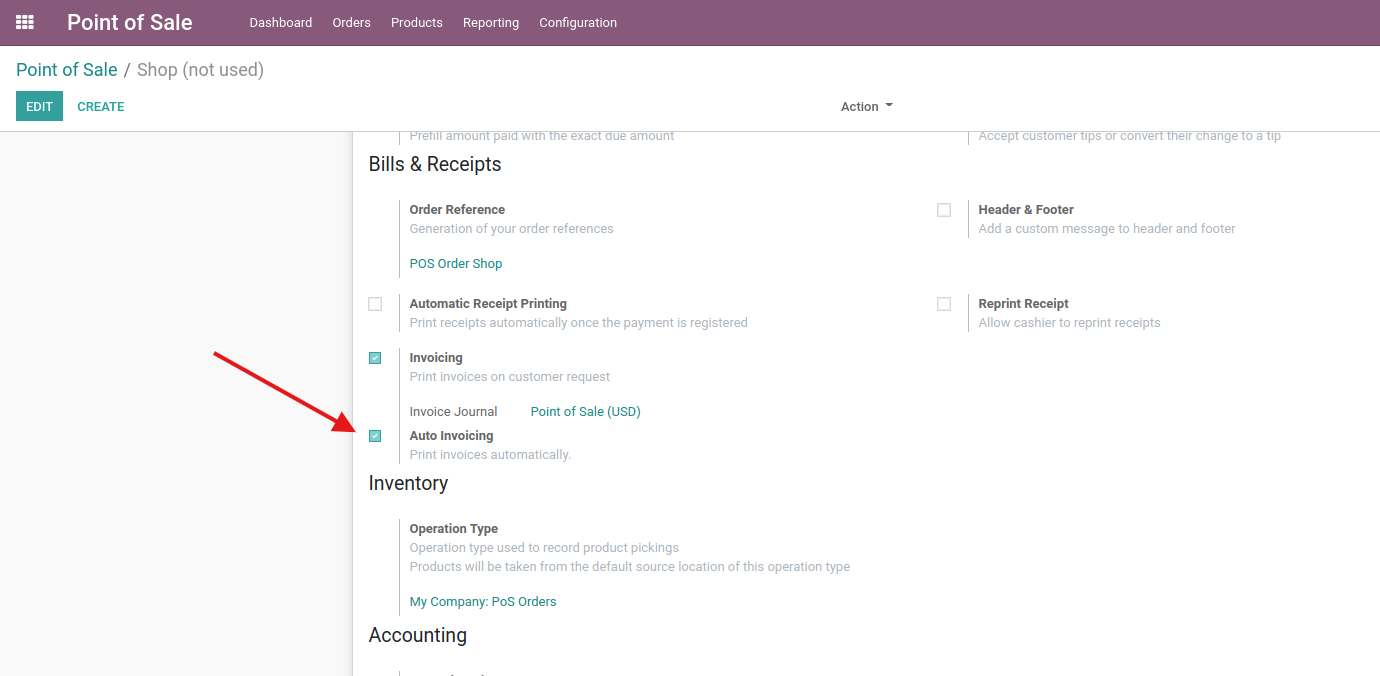 Point of Sale Dashboard Orders Products Reporting Configuration
Point of Sale / Shop (not used)
EDIT CREATE Action
Prefill amount paid with the exact due amount
Accept customer tips or convert their change to a tip
Bills & Receipts
Order Reference
Generation of your order references
POS Order Shop
Header & Footer
Add a custom message to header and footer
Automatic Receipt Printing
Print receipts automatically once the payment is registered
Reprint Receipt
Allow cashier to reprint receipts
Invoicing
Print invoices on customer request
Invoice Journal Point of Sale (USD)
Auto Invoicing
Print invoices automatically.
Inventory
Operation Type
Operation type used to record product pickings
Products will be taken from the default source location of this operation type
My Company: PoS Orders
Accounting